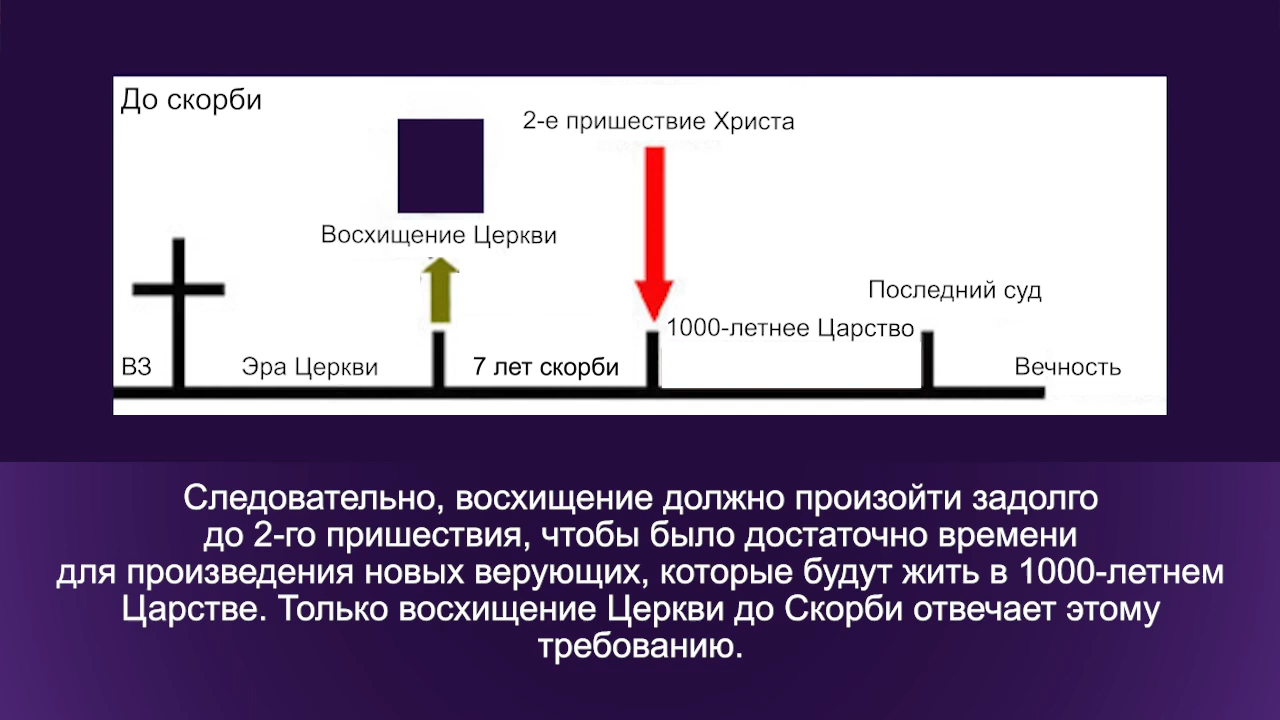 До скорби
2-е пришествие Христа
Восхищение Церкви
Последний суд
1000-летнее Царство
ВЗ
Эра Церкви
7 лет скорби
Вечность
Следовательно, восхищение должно произойти задолго
до 2-го пришествия, чтобы было достаточно времени
для произведения новых верующих, которые будут жить в 1000-летнем
Царстве. Только восхищение Церкви до Скорби отвечает этому
требованию.